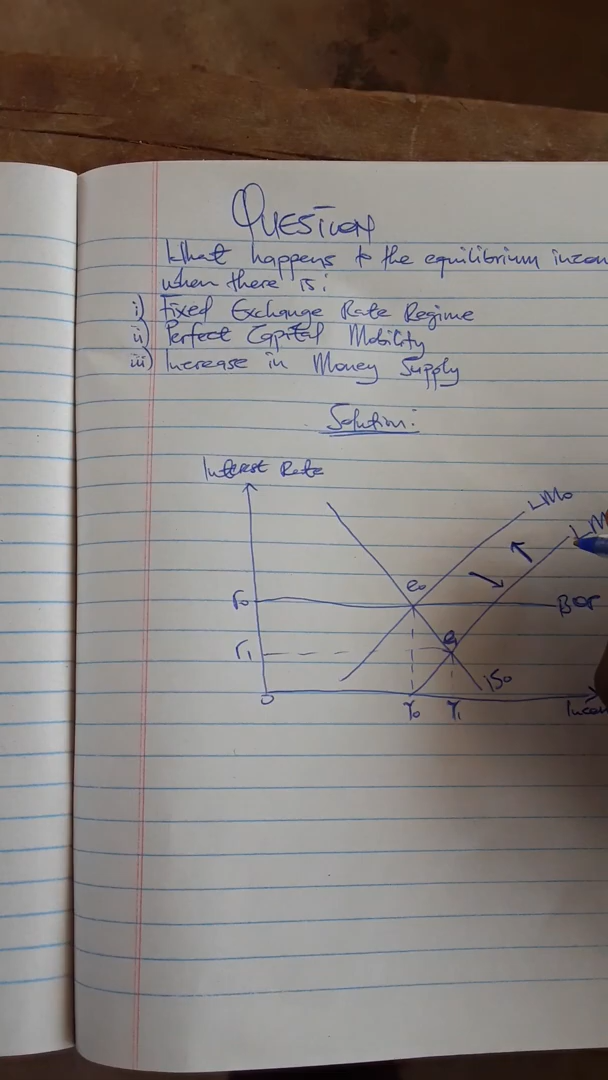 QUESTION
What happens to the equilibrium incom
when there is:
i) Fixed Exchange Rate Regime
ii) Perfect Capital Mobility
iii) Increase in Money Supply
Solution:
Interest Rate
LM₀
LM
e₀
r₀
BOP
e₁
r₁
IS₀
0
Y₀
Y₁
Incom